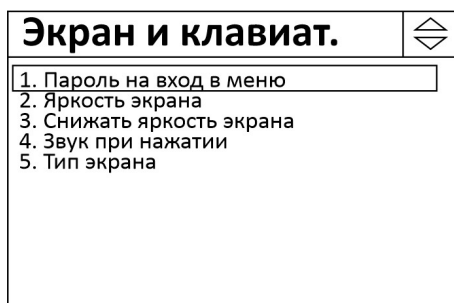 Экран и клавиат.
1. Пароль на вход в меню
2. Яркость экрана
3. Снижать яркость экрана
4. Звук при нажатии
5. Тип экрана